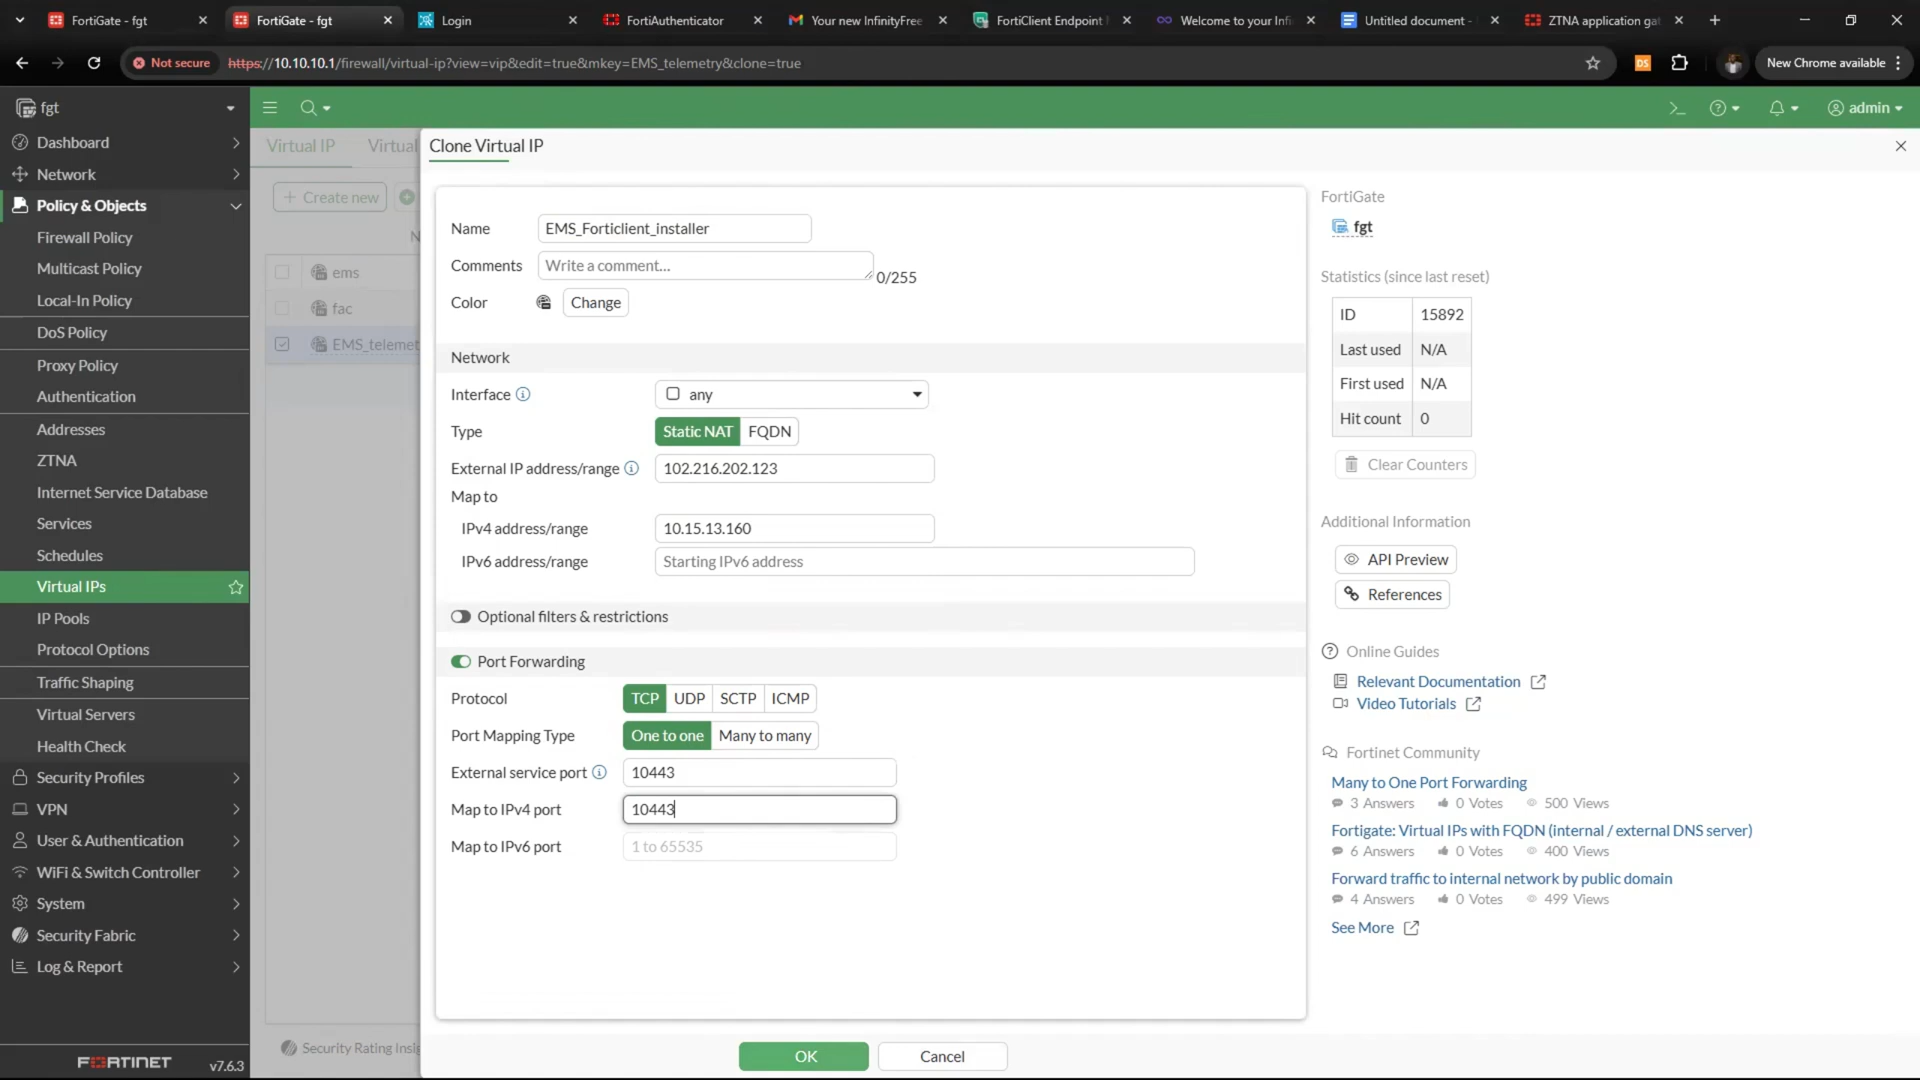 FortiGate - fgt
FortiGate - fgt
Login
FortiAuthenticator
Your new InfinityFree
FortiClient Endpoint
Welcome to your Infi
Untitled document -
ZTNA application gat
Not secure
https://10.10.10.1/firewall/virtual-ip?view=vip&edit=true&mkey=EMS_telemetry&clone=true
DS
New Chrome available
fgt
admin
Dashboard
Network
Policy & Objects
Firewall Policy
Multicast Policy
Local-In Policy
DoS Policy
Proxy Policy
Authentication
Addresses
ZTNA
Internet Service Database
Services
Schedules
Virtual IPs
IP Pools
Protocol Options
Traffic Shaping
Virtual Servers
Health Check
Security Profiles
VPN
User & Authentication
WiFi & Switch Controller
System
Security Fabric
Log & Report
FORTINET
v7.6.3
Virtual IP
Virtual
Create new
N
ems
fac
EMS_telemet
Security Rating Insig
Clone Virtual IP
Name
EMS_Forticlient_installer
Comments
Write a comment...
0/255
Color
Change
Network
Interface
any
Type
Static NAT
FQDN
External IP address/range
102.216.202.123
Map to
IPv4 address/range
10.15.13.160
IPv6 address/range
Starting IPv6 address
Optional filters & restrictions
Port Forwarding
Protocol
TCP
UDP
SCTP
ICMP
Port Mapping Type
One to one
Many to many
External service port
10443
Map to IPv4 port
10443
Map to IPv6 port
1 to 65535
OK
Cancel
FortiGate
fgt
Statistics (since last reset)
ID
15892
Last used
N/A
First used
N/A
Hit count
0
Clear Counters
Additional Information
API Preview
References
Online Guides
Relevant Documentation
Video Tutorials
Fortinet Community
Many to One Port Forwarding
3 Answers
0 Votes
500 Views
Fortigate: Virtual IPs with FQDN (internal / external DNS server)
6 Answers
0 Votes
400 Views
Forward traffic to internal network by public domain
4 Answers
0 Votes
499 Views
See More